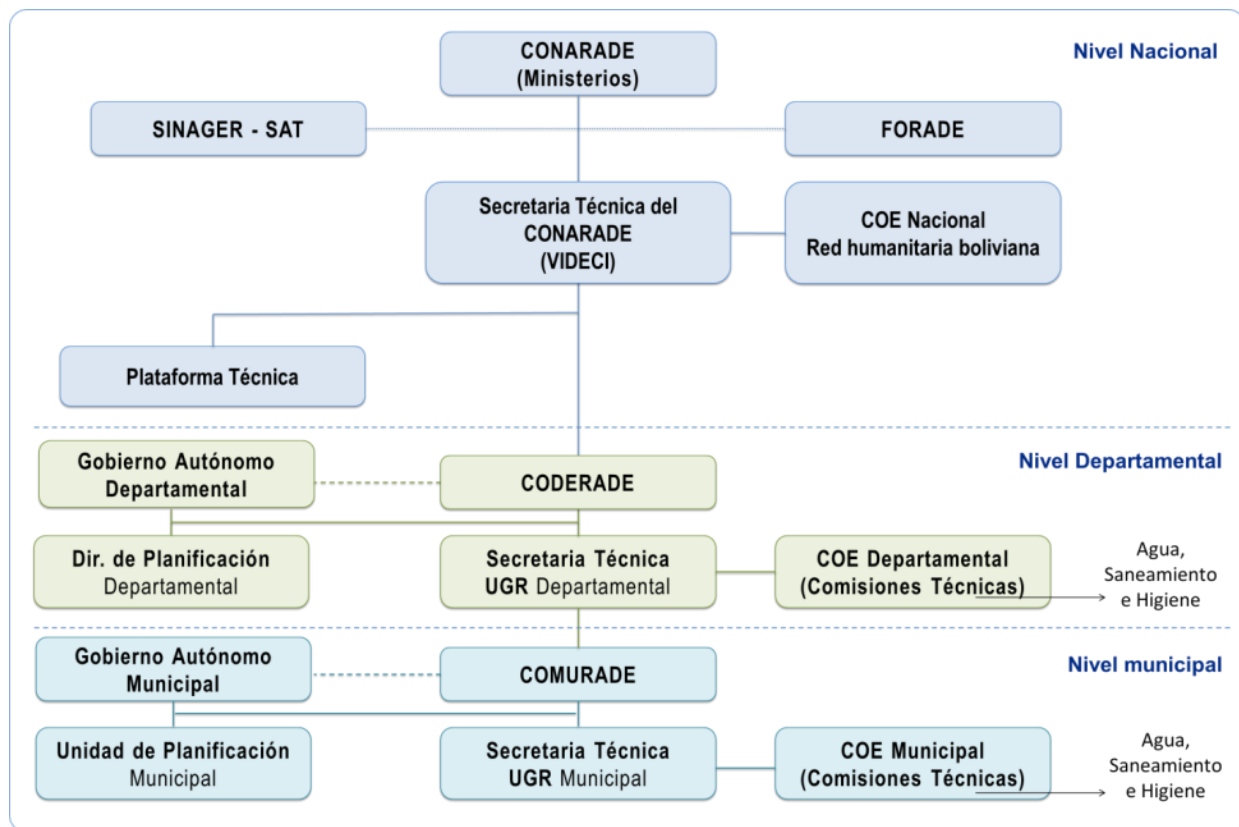 CONARADE
(Ministerios)
Nivel Nacional
SINAGER - SAT
FORADE
Secretaria Técnica del
CONARADE
(VIDECI)
COE Nacional
Red humanitaria boliviana
Plataforma Técnica
Nivel Departamental
Gobierno Autónomo
Departamental
CODERADE
Dir. de Planificación
Departamental
Secretaria Técnica
UGR Departamental
COE Departamental
(Comisiones Técnicas)
Agua,
Saneamiento
e Higiene
Nivel municipal
Gobierno Autónomo
Municipal
COMURADE
Unidad de Planificación
Municipal
Secretaria Técnica
UGR Municipal
COE Municipal
(Comisiones Técnicas)
Agua,
Saneamiento
e Higiene